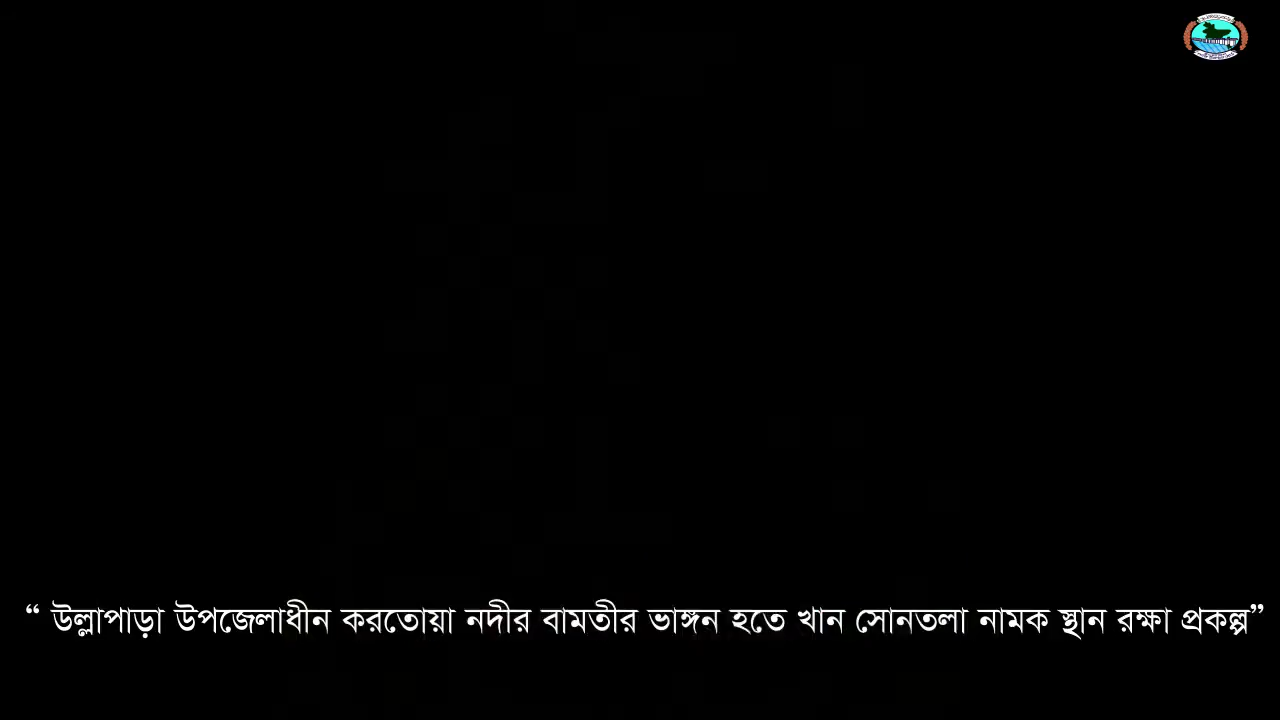 “ উল্লাপাড়া উপজেলাধীন করতোয়া নদীর বামতীর ভাঙ্গন হতে খান সোনতলা নামক স্থান রক্ষা প্রকল্প”